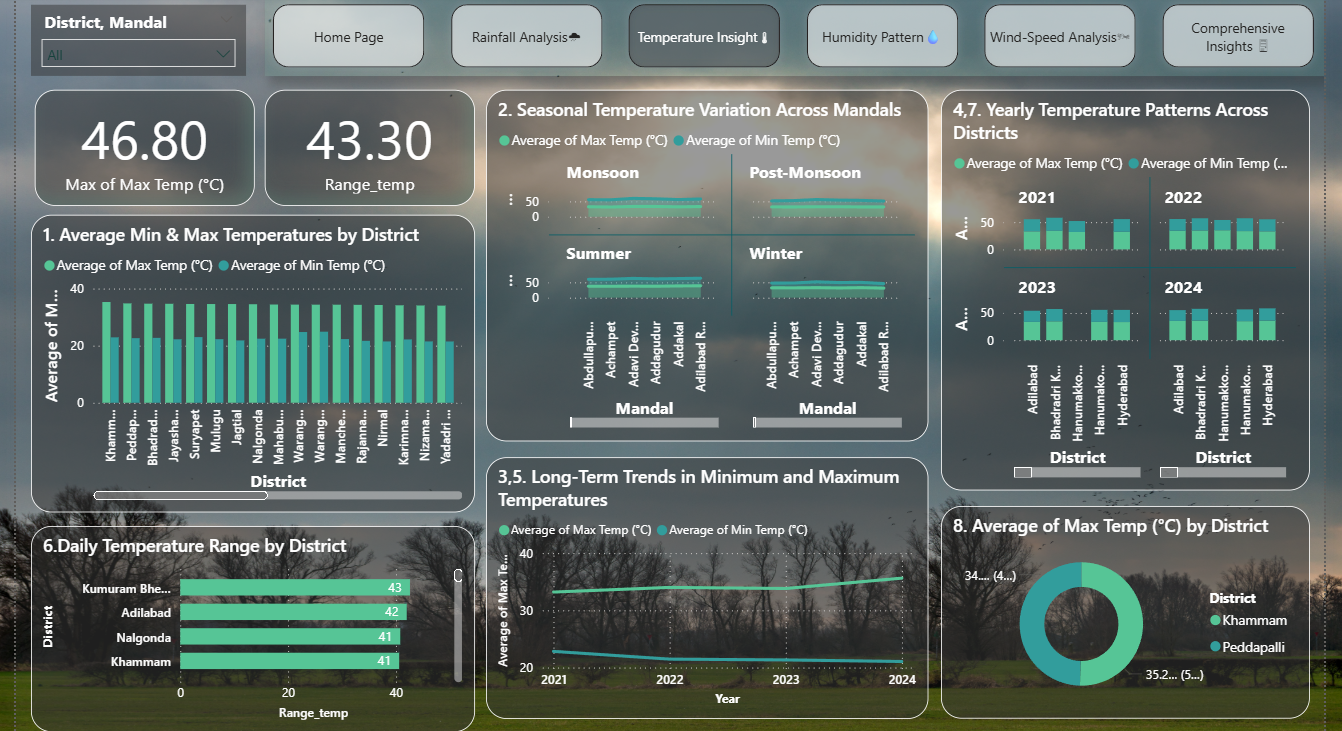 District, Mandal
All
Home Page
Rainfall Analysis
Temperature Insight
Humidity Pattern
Wind-Speed Analysis
Comprehensive
Insights
46.80
Max of Max Temp (°C)
43.30
Range_temp
1. Average Min & Max Temperatures by District
Average of Max Temp (°C) Average of Min Temp (°C)
Average of M...
40
20
0
Khamm...
Peddap...
Bhadrad...
Jayasha...
Suryapet
Mulugu
Jagtial
Nalgonda
Mahabu...
Warang...
Warang...
Manche...
Rajanna...
Nirmal
Karimna...
Nizama...
Yadadri ...
District
6.Daily Temperature Range by District
District
Kumuram Bhe... 43
Adilabad 42
Nalgonda 41
Khammam 41
0 20 40
Range_temp
2. Seasonal Temperature Variation Across Mandals
Average of Max Temp (°C) Average of Min Temp (°C)
Monsoon Post-Monsoon
...
50
0
Summer Winter
...
50
0
Abdullapu...
Achampet
Adavi Dev...
Addagudur
Addakal
Adilabad R...
Abdullapu...
Achampet
Adavi Dev...
Addagudur
Addakal
Adilabad R...
Mandal Mandal
3,5. Long-Term Trends in Minimum and Maximum
Temperatures
Average of Max Temp (°C) Average of Min Temp (°C)
Average of Max Te...
40
30
20
2021 2022 2023 2024
Year
4,7. Yearly Temperature Patterns Across
Districts
Average of Max Temp (°C) Average of Min Temp (...
2021 2022
A...
50
0
2023 2024
A...
50
0
Adilabad
Bhadradri K...
Hanumakko...
Hanumako...
Hyderabad
Adilabad
Bhadradri K...
Hanumakko...
Hanumako...
Hyderabad
District District
8. Average of Max Temp (°C) by District
34.... (4...)
35.2... (5...)
District
Khammam
Peddapalli